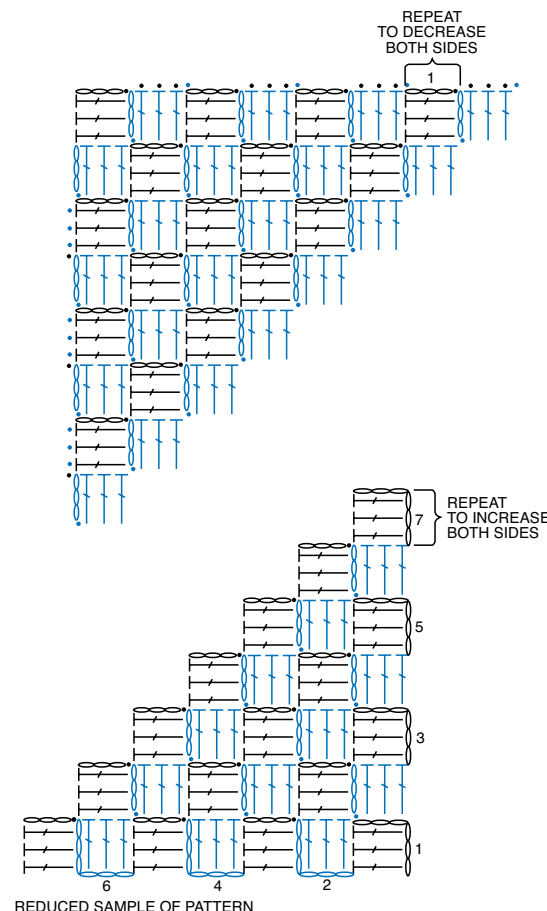 REPEAT
TO DECREASE
BOTH SIDES
1
7
REPEAT
TO INCREASE
BOTH SIDES
5
3
1
6
4
2
REDUCED SAMPLE OF PATTERN